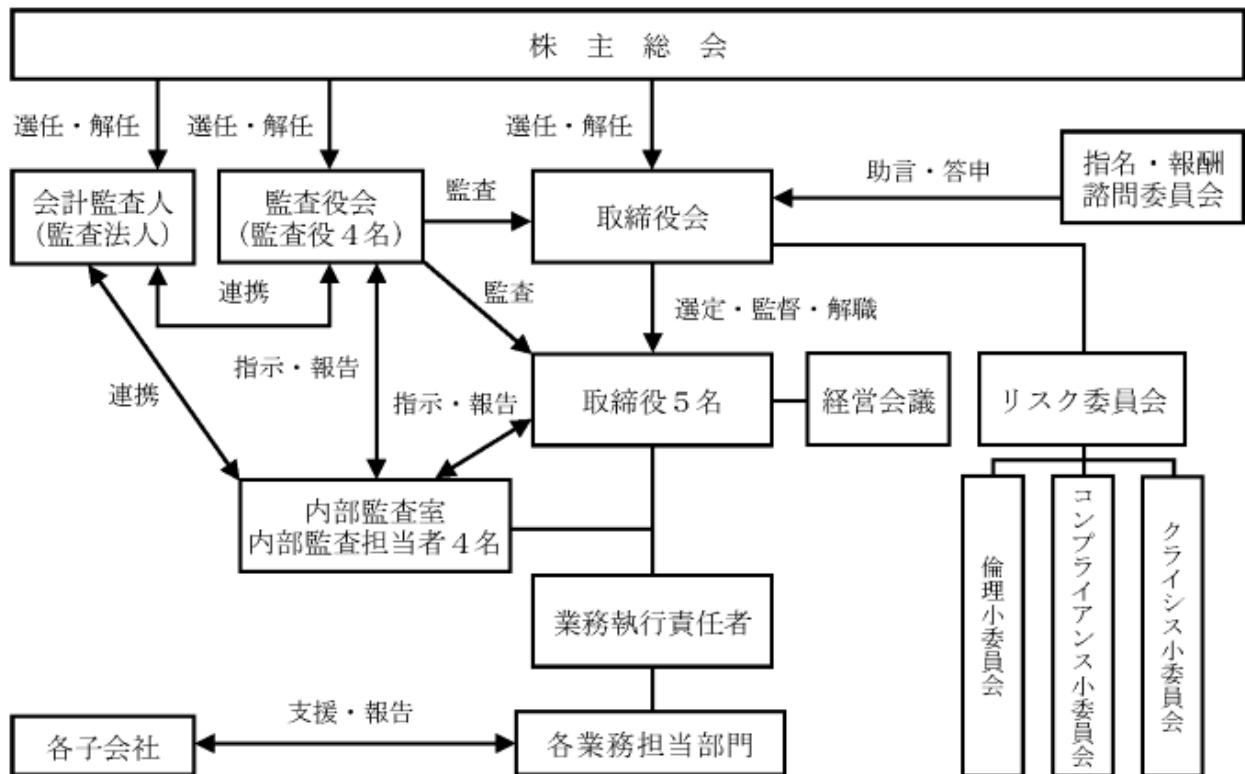 株主総会
選任・解任
選任・解任
選任・解任
会計監査人
(監査法人)
監査役会
(監査役4名)
監査
取締役会
助言・答申
指名・報酬
諮問委員会
連携
監査
選定・監督・解職
連携
指示・報告
指示・報告
取締役5名
経営会議
リスク委員会
内部監査室
内部監査担当者4名
倫理小委員会
コンプライアンス小委員会
クライシス小委員会
業務執行責任者
各子会社
支援・報告
各業務担当部門